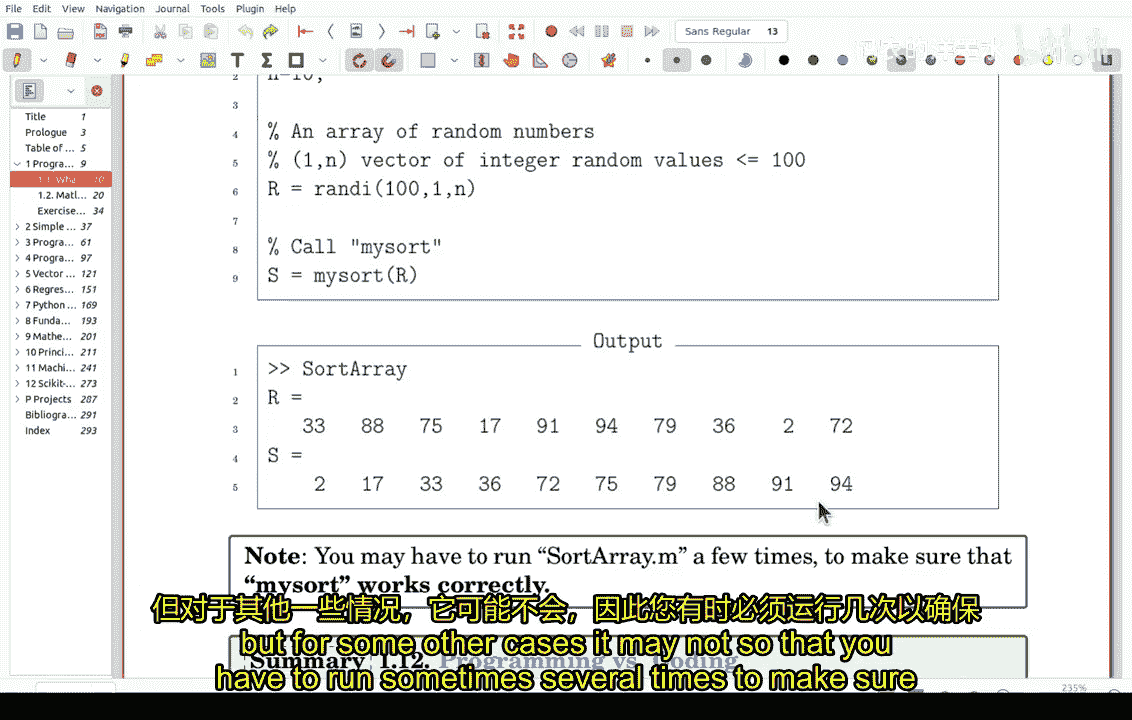 File Edit View Navigation Journal Tools Plugin Help
Sans Regular 13
Title 1
Prologue 3
Table of ... 5
1 Progra... 9
1.1. Wha... 10
1.2. Matl... 20
Exercise... 34
2 Simple ... 37
3 Progra... 61
4 Progra... 97
5 Vector ... 121
6 Regres... 151
7 Python ... 169
8 Funda... 193
9 Mathe... 201
10 Princi... 211
11 Machi... 241
12 Scikit-... 273
P Projects 287
Bibliogra... 291
Index 293
2 n=10;
3
4 % An array of random numbers
5 % (1,n) vector of integer random values <= 100
6 R = randi(100,1,n)
7
8 % Call "mysort"
9 S = mysort(R)
Output
1 >> SortArray
2 R =
3 33 88 75 17 91 94 79 36 2 72
4 S =
5 2 17 33 36 72 75 79 88 91 94
Note: You may have to run “SortArray.m” a few times, to make sure that
“mysort” works correctly.
但对于其他一些情况，它可能不会，因此您有时必须运行几次以确保
but for some other cases it may not so that you
Summary 1.12. Programming vs. Coding
have to run sometimes several times to make sure
235%